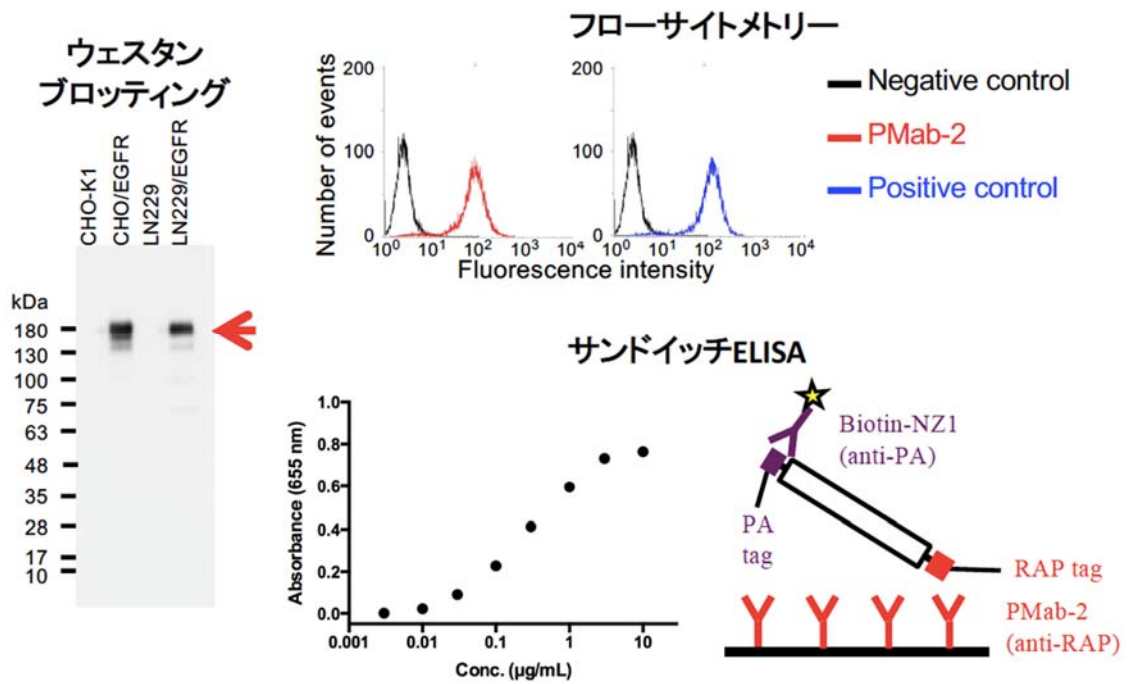 ウェスタン
ブロッティング
CHO-K1
CHO/EGFR
LN229
LN229/EGFR
kDa
180
130
100
75
63
48
35
28
17
10
フローサイトメトリー
Number of events
200
100
0
10⁰ 10¹ 10² 10³ 10⁴
200
100
0
10⁰ 10¹ 10² 10³ 10⁴
Fluorescence intensity
Negative control
PMab-2
Positive control
サンドイッチELISA
Absorbance (655 nm)
1.0
0.8
0.6
0.4
0.2
0.0
0.001 0.01 0.1 1 10
Conc. (μg/mL)
Biotin-NZ1
(anti-PA)
PA
tag
RAP tag
PMab-2
(anti-RAP)